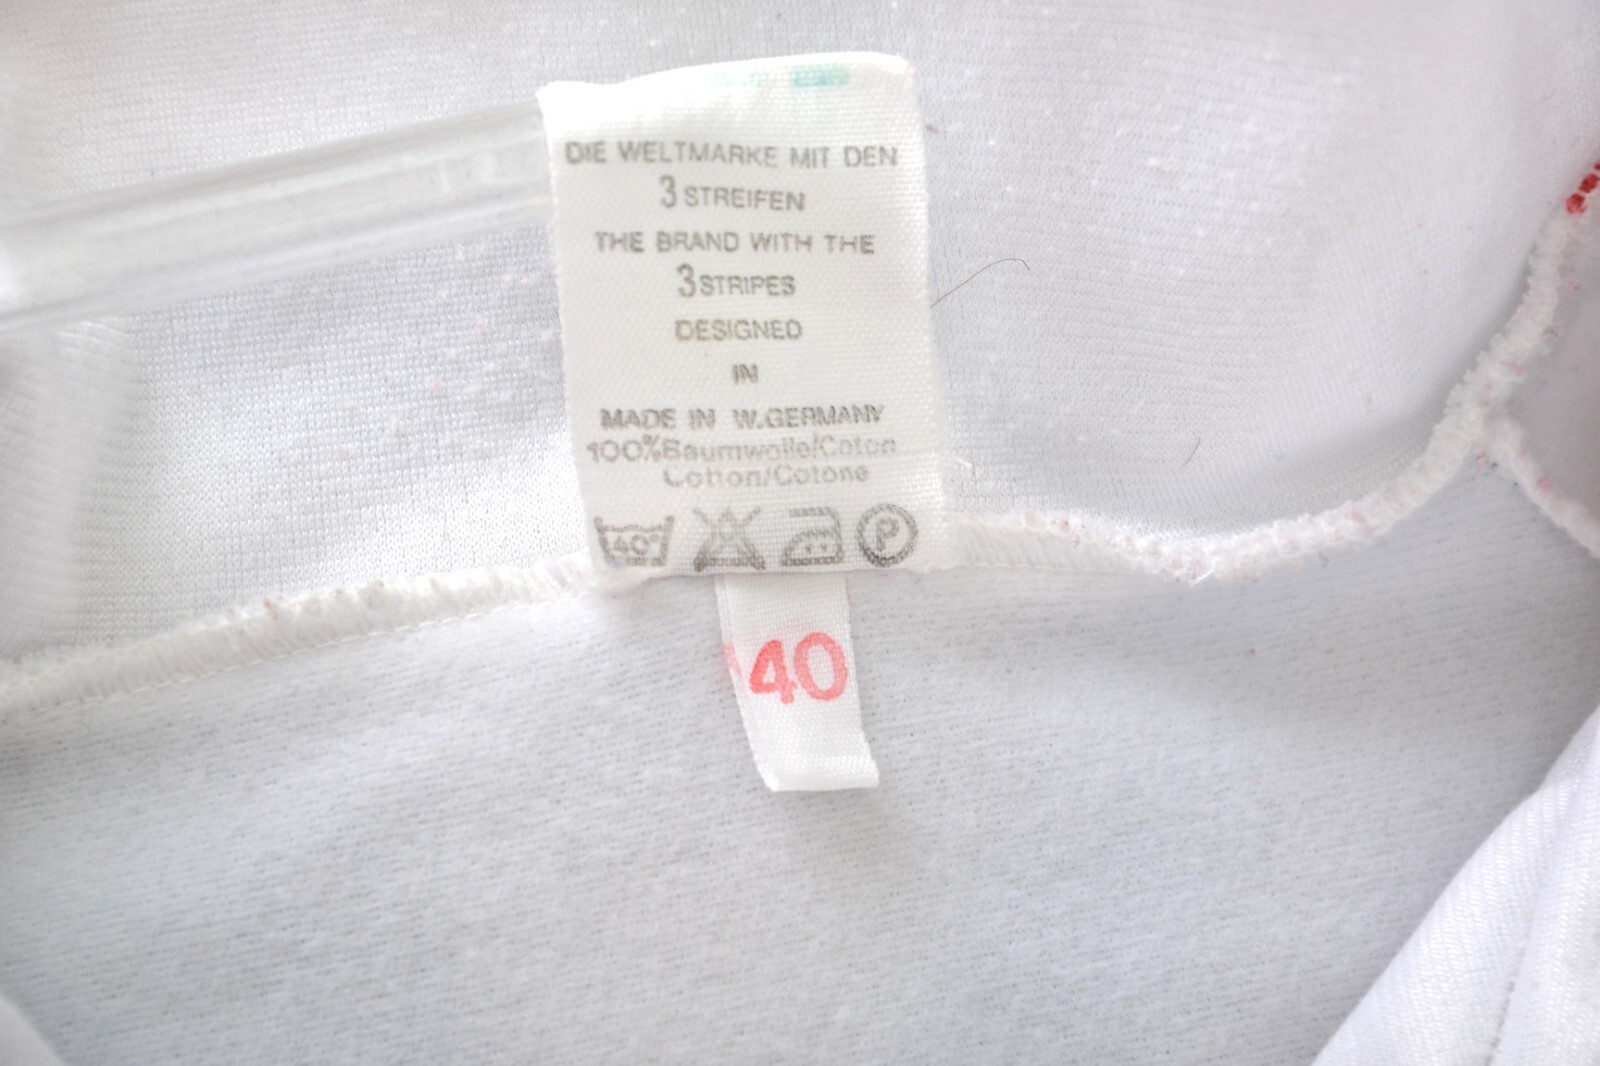 DIE WELTMARKE MIT DEN
3 STREIFEN
THE BRAND WITH THE
3 STRIPES
DESIGNED
IN
MADE IN W.GERMANY
100%Baumwolle/Coton
Cotton/Cotone
40° P
40